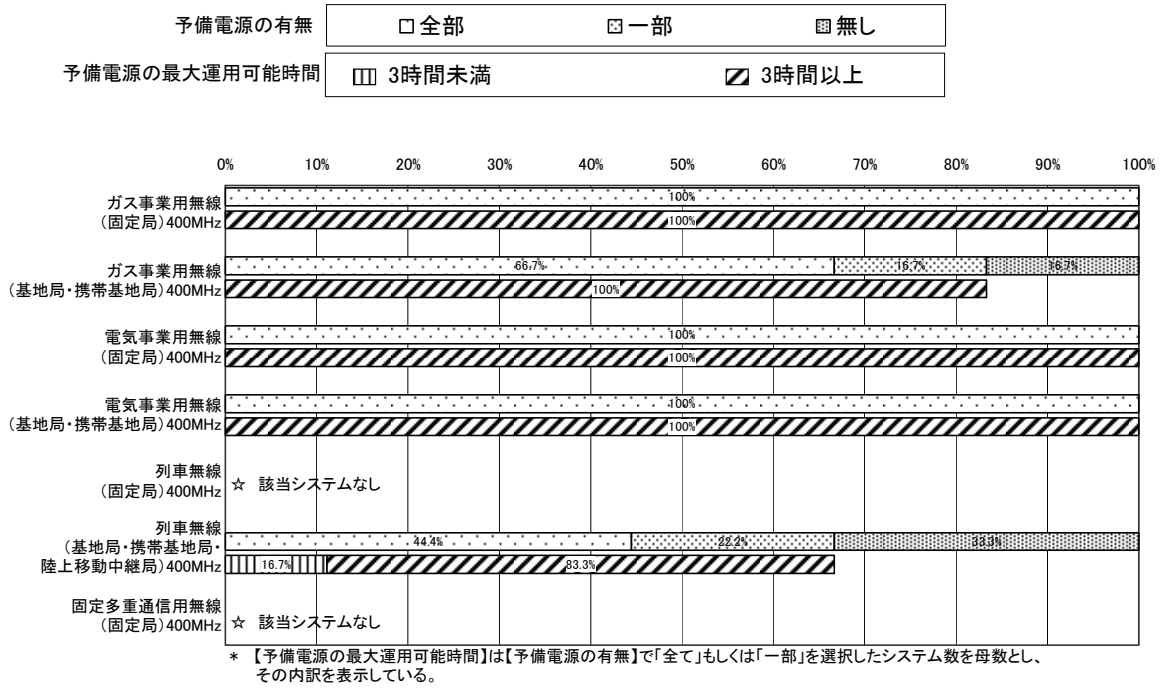 予備電源の有無 全部 一部 無し
予備電源の最大運用可能時間 3時間未満 3時間以上
0% 10% 20% 30% 40% 50% 60% 70% 80% 90% 100%
ガス事業用無線
（固定局）400MHz
100%
100%
ガス事業用無線
（基地局・携帯基地局）400MHz
66.7% 16.7% 16.7%
100%
電気事業用無線
（固定局）400MHz
100%
100%
電気事業用無線
（基地局・携帯基地局）400MHz
100%
100%
列車無線
（固定局）400MHz
☆ 該当システムなし
列車無線
（基地局・携帯基地局・
陸上移動中継局）400MHz
44.4% 22.2% 33.3%
16.7% 83.3%
固定多重通信用無線
（固定局）400MHz
☆ 該当システムなし
* 【予備電源の最大運用可能時間】は【予備電源の有無】で「全て」もしくは「一部」を選択したシステム数を母数とし、
その内訳を表示している。